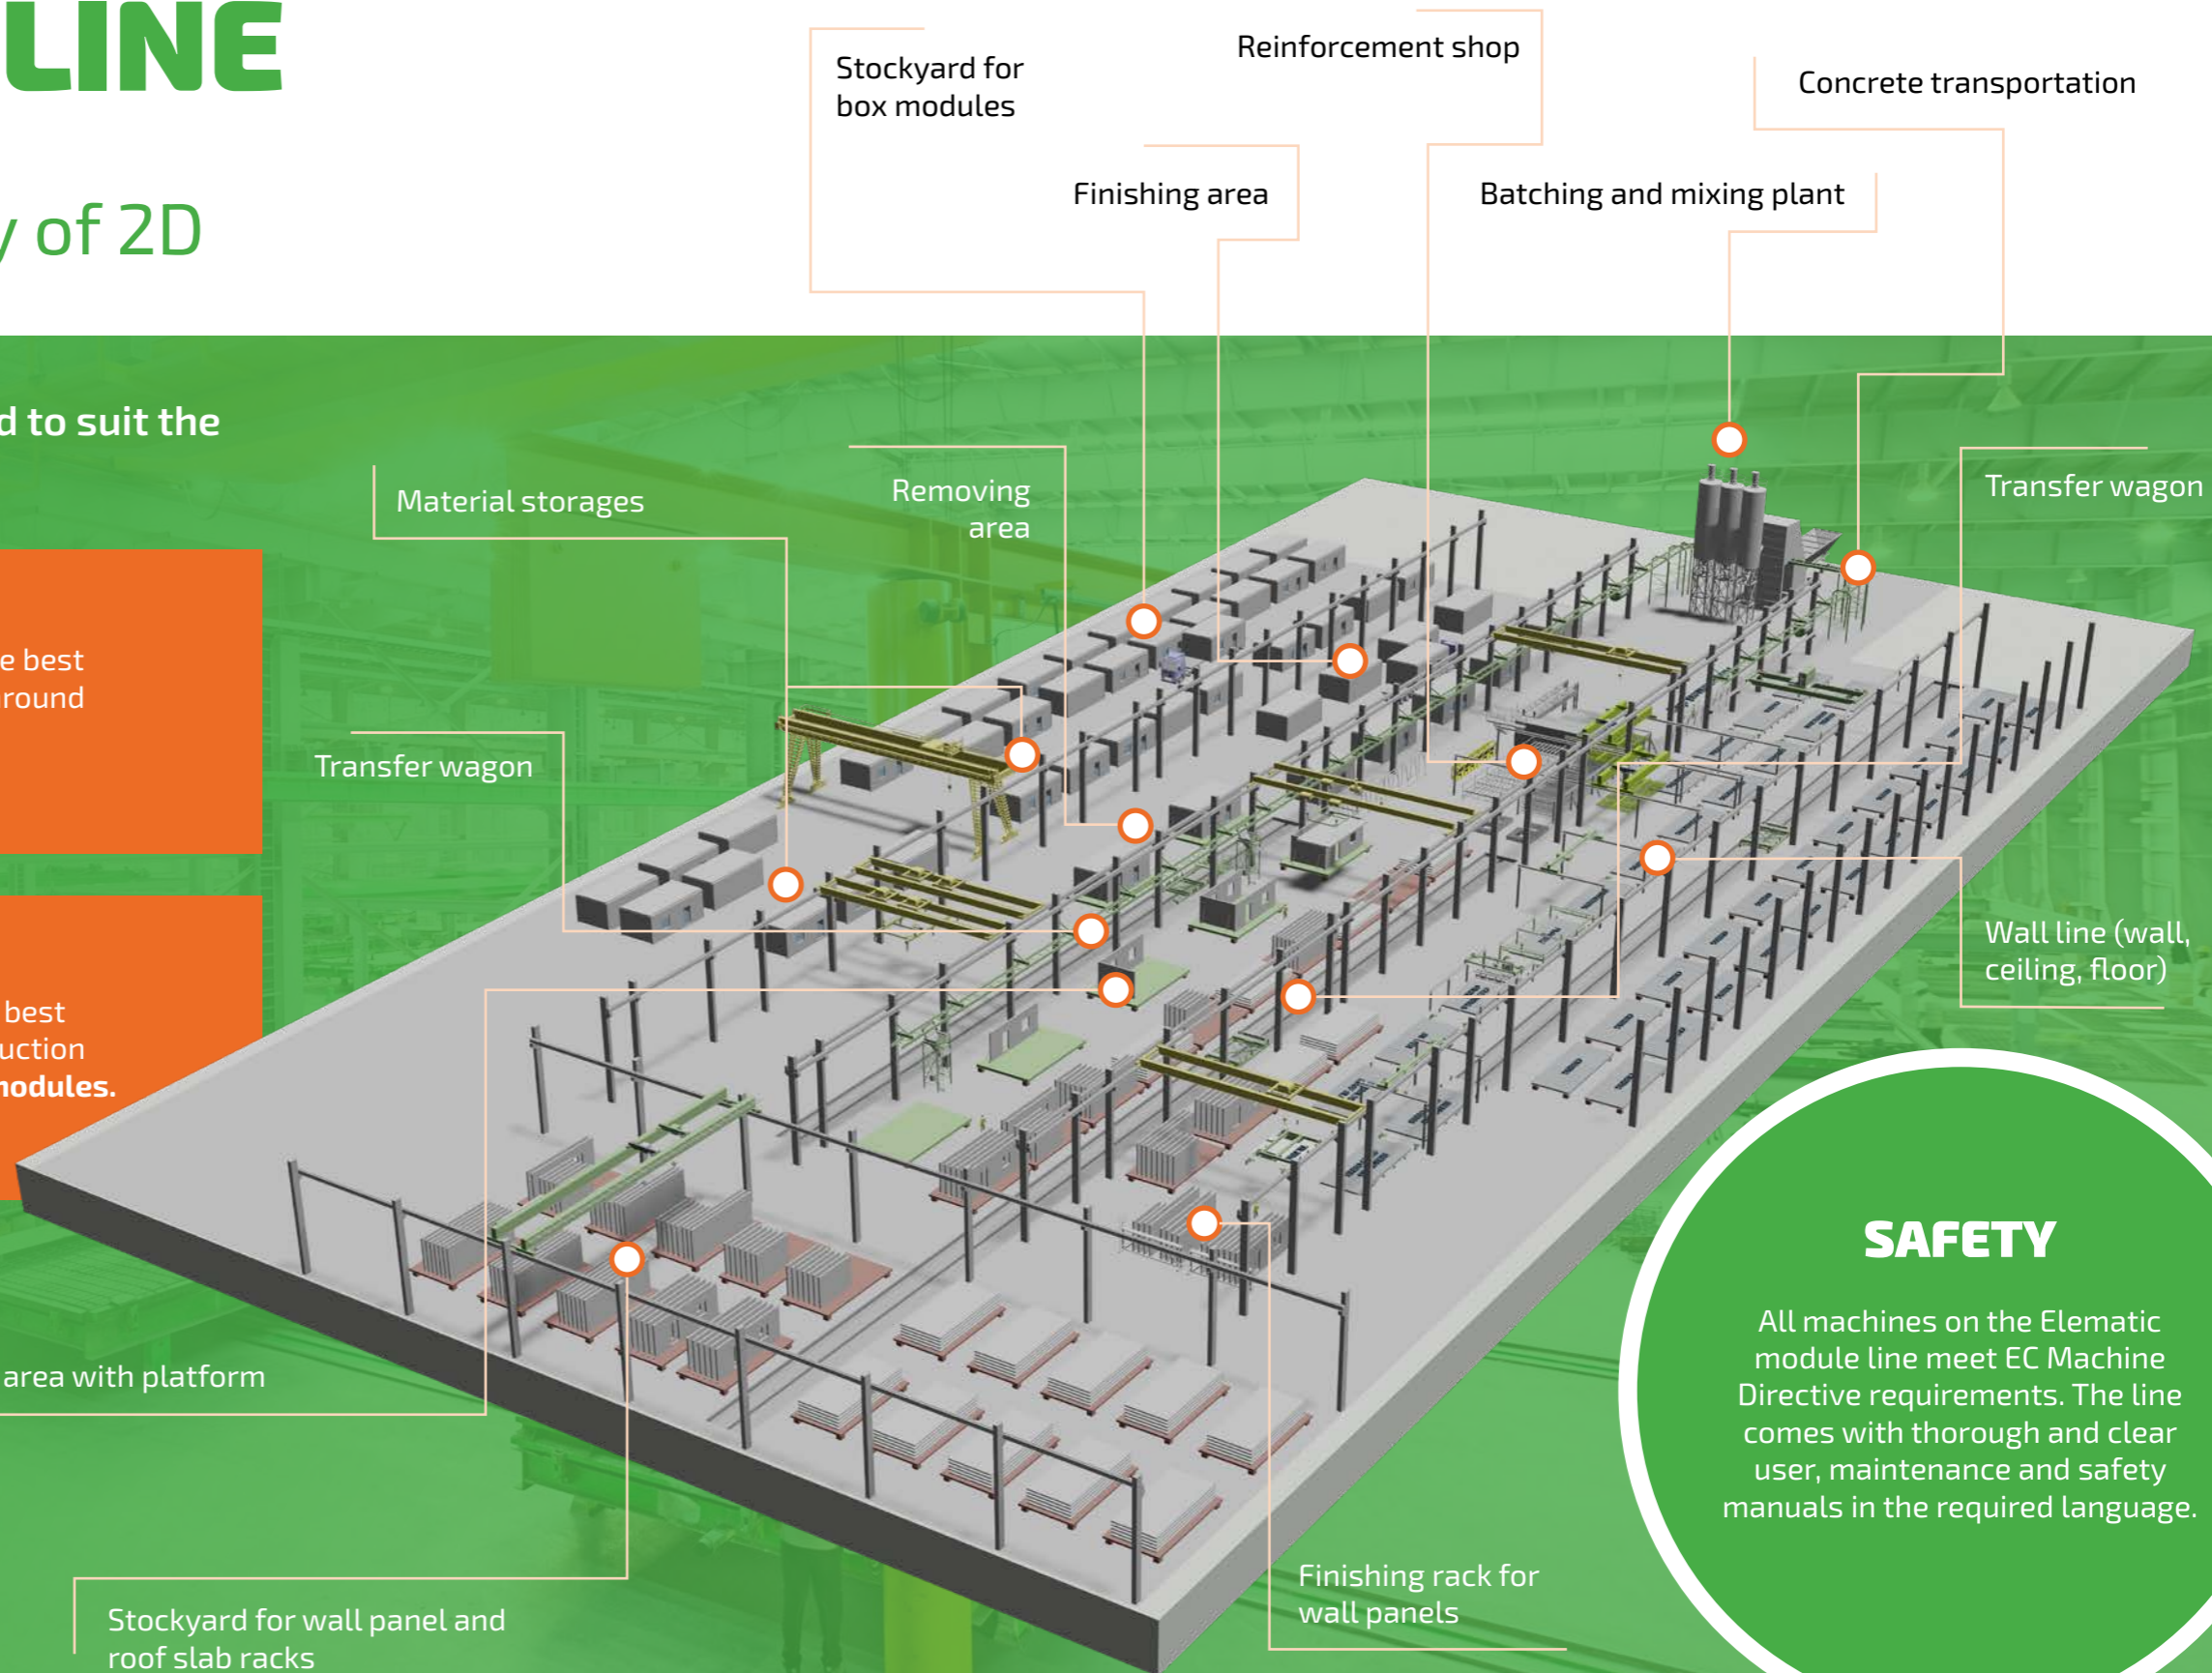 LINE
y of 2D
Stockyard for
box modules
Reinforcement shop
Concrete transportation
Finishing area
Batching and mixing plant
d to suit the
Material storages
Removing
area
Transfer wagon
e best
around
Transfer wagon
Wall line (wall,
ceiling, floor)
best
uction
modules.
SAFETY
All machines on the Elematic
module line meet EC Machine
Directive requirements. The line
comes with thorough and clear
user, maintenance and safety
manuals in the required language.
area with platform
Finishing rack for
wall panels
Stockyard for wall panel and
roof slab racks